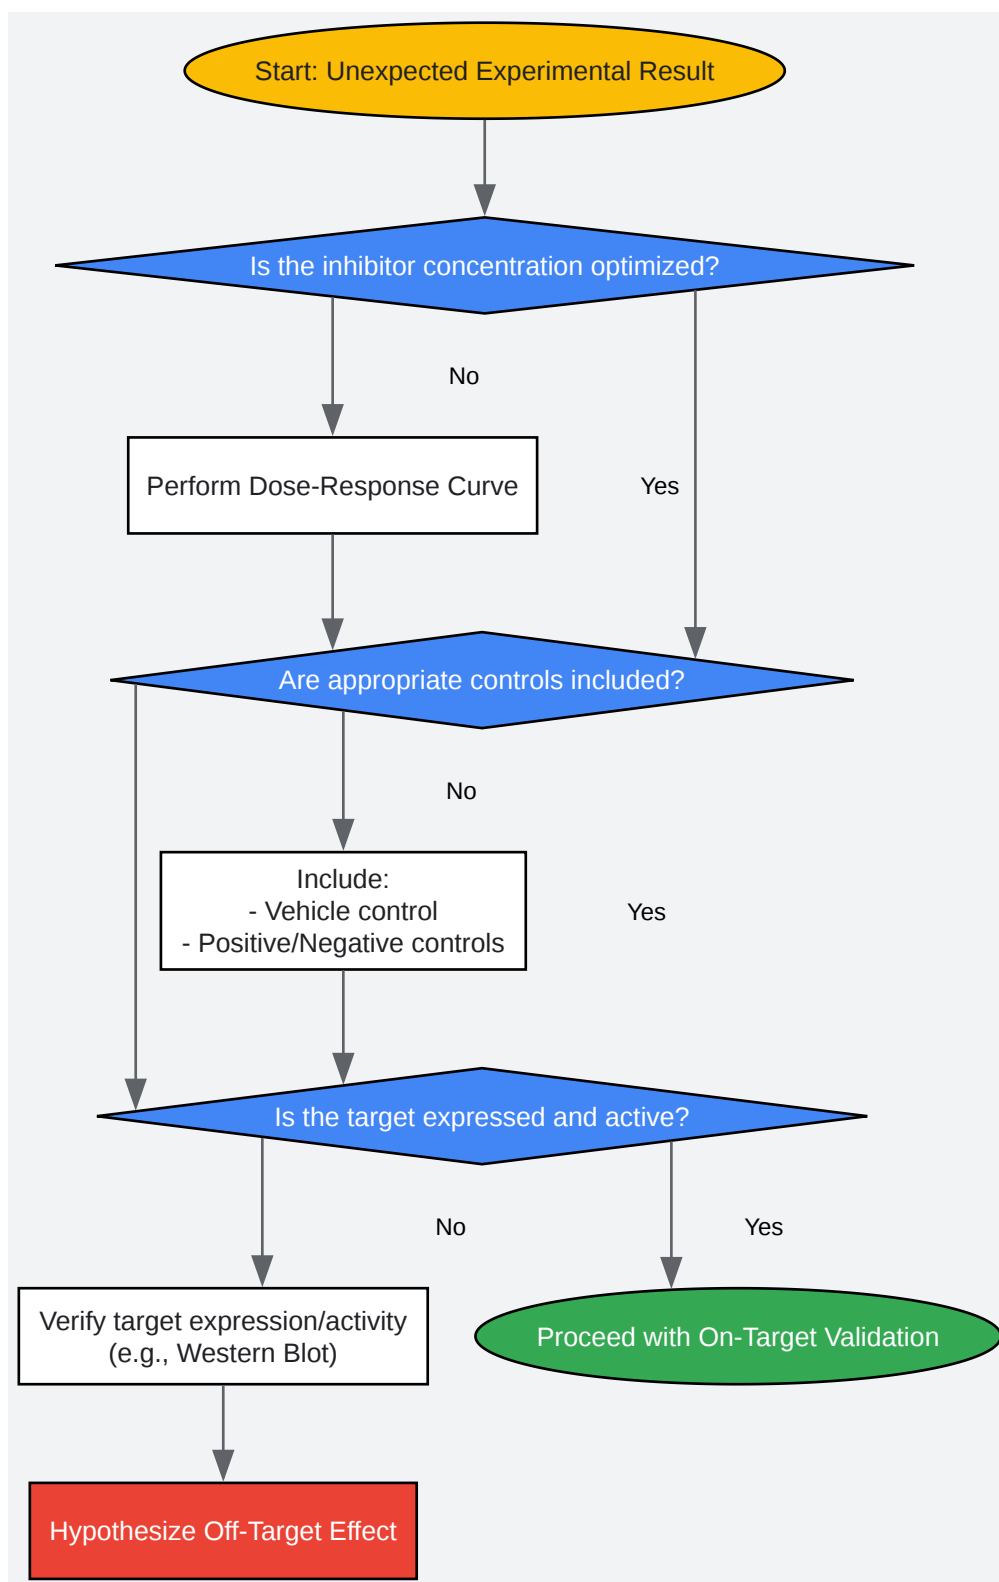 Start: Unexpected Experimental Result
Is the inhibitor concentration optimized?
No
Perform Dose-Response Curve
Yes
Are appropriate controls included?
No
Include:
- Vehicle control
- Positive/Negative controls
Yes
Is the target expressed and active?
No
Yes
Verify target expression/activity
(e.g., Western Blot)
Proceed with On-Target Validation
Hypothesize Off-Target Effect